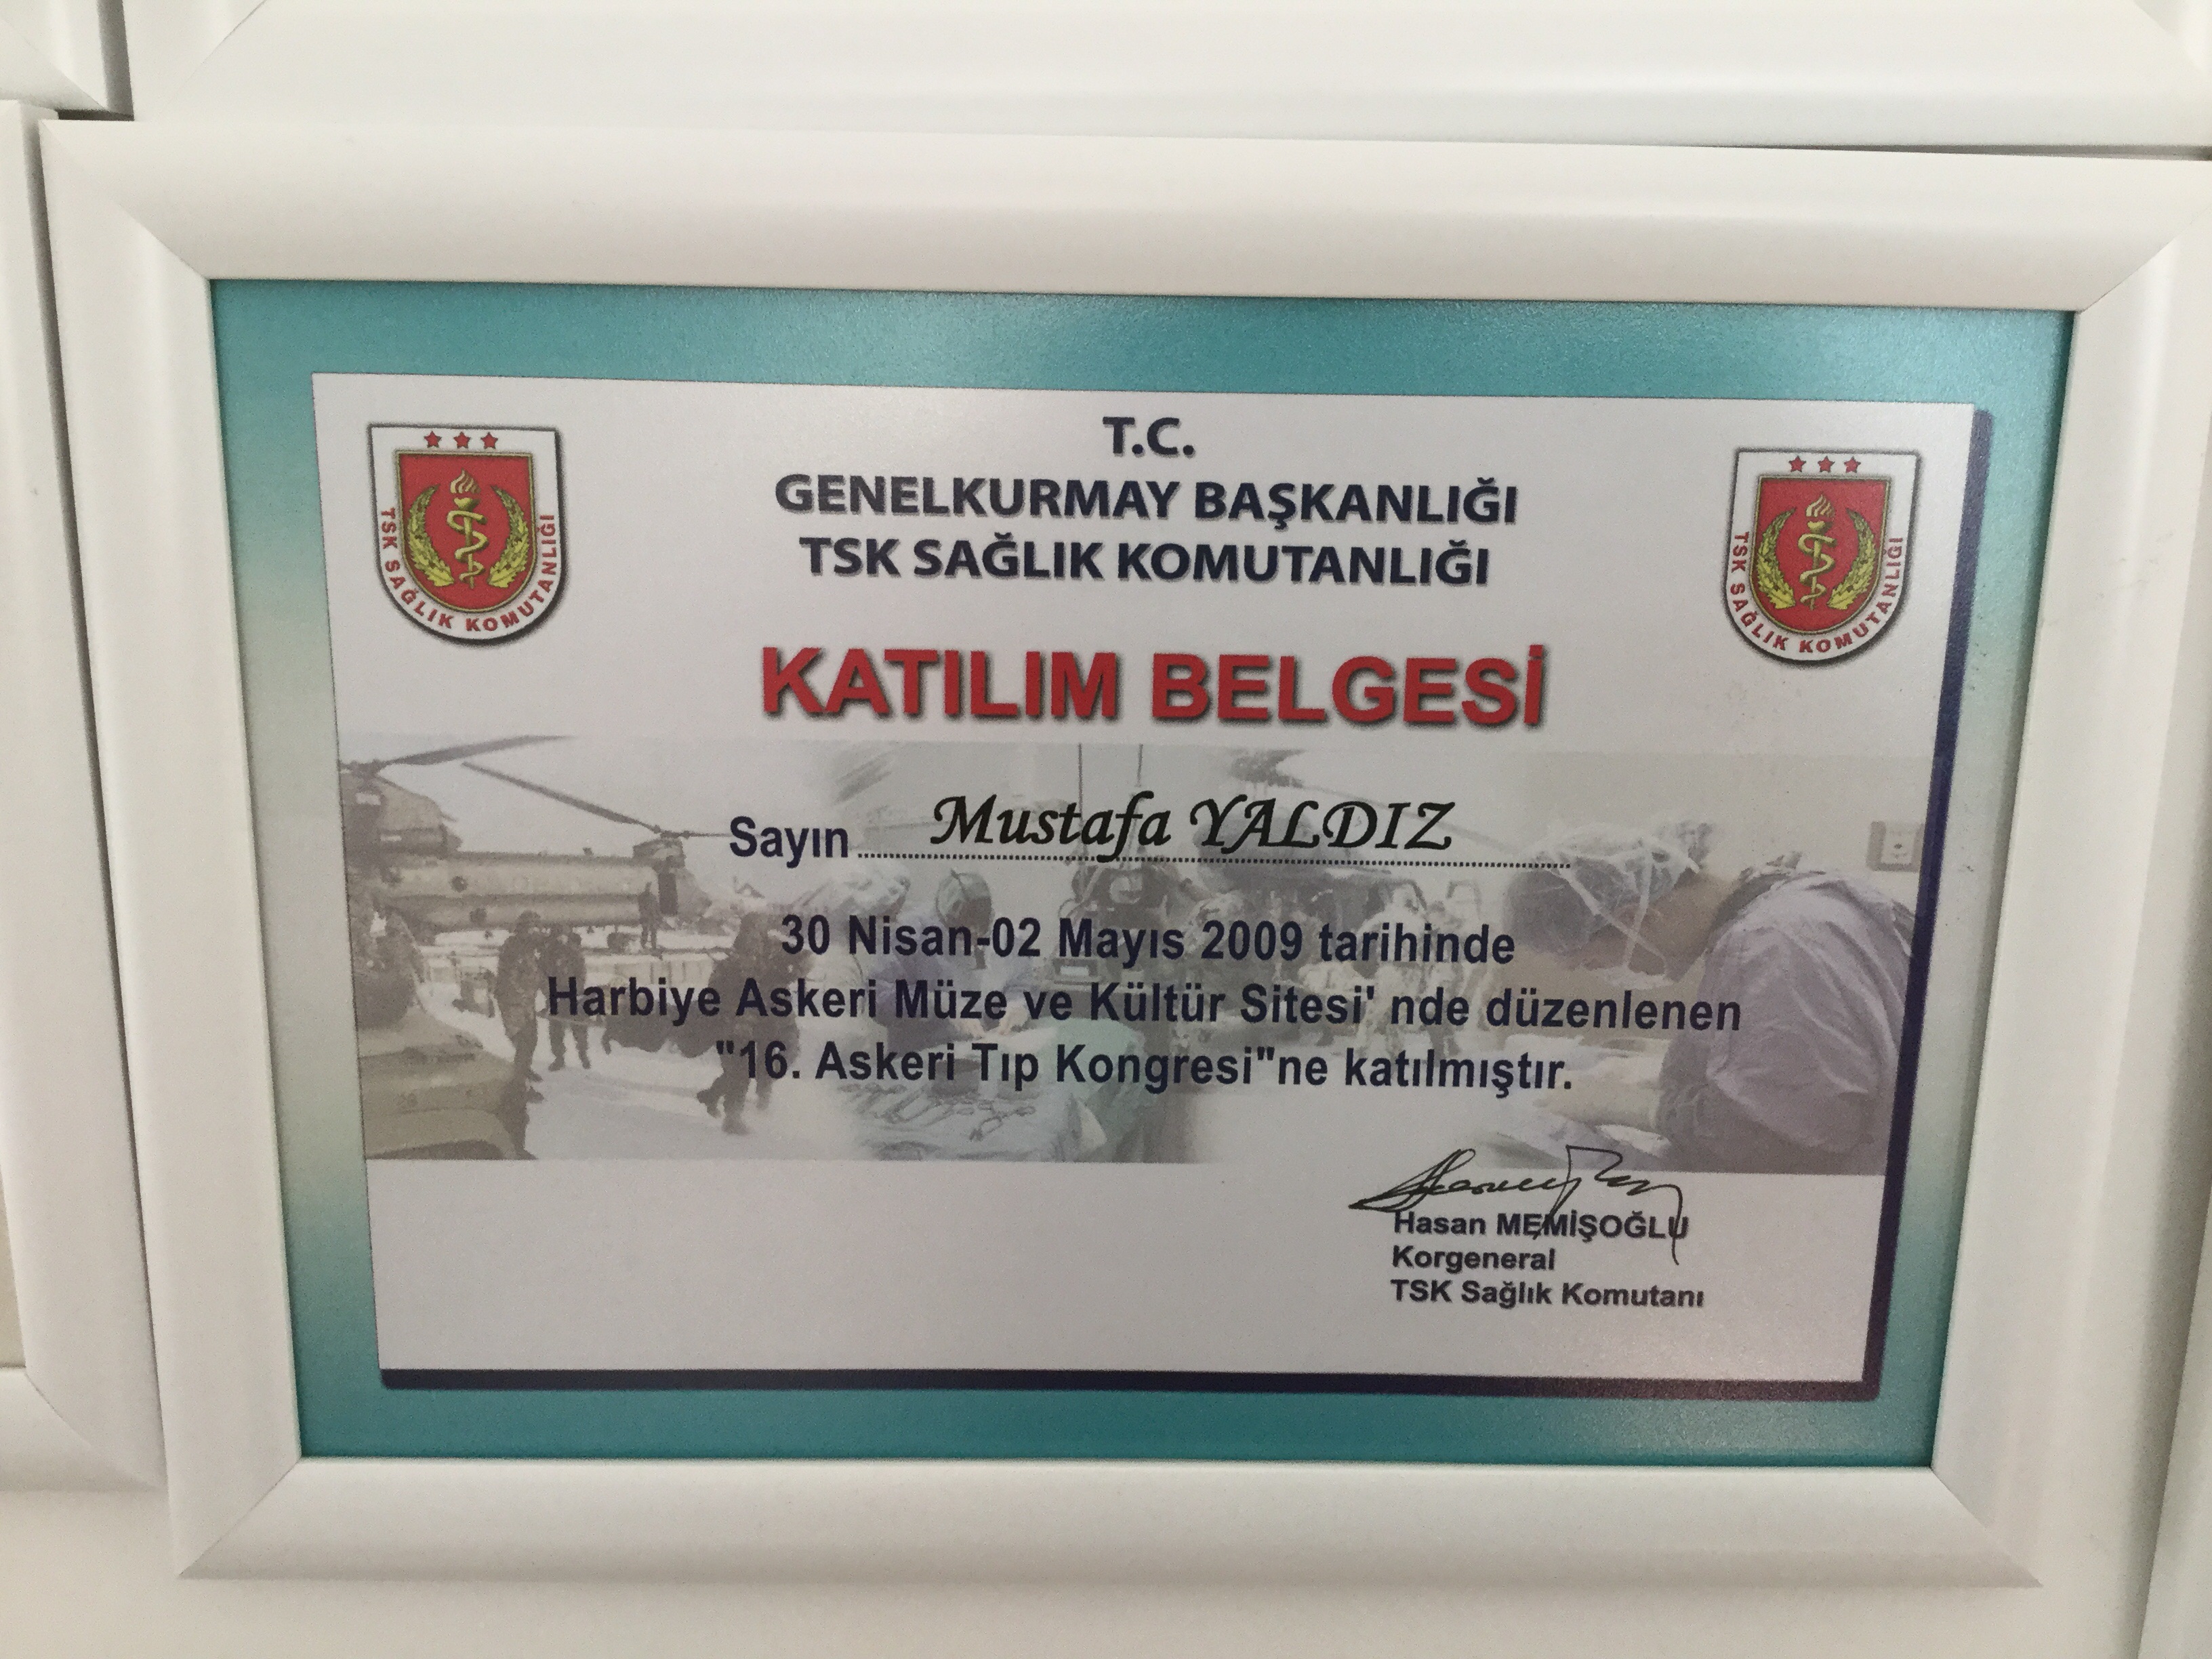 T.C.
GENELKURMAY BAŞKANLIĞI
TSK SAĞLIK KOMUTANLIĞI
TSK SAĞLIK KOMUTANLIĞI
TSK SAĞLIK KOMUTANLIĞI
KATILIM BELGESİ
Sayın Mustafa YALDIZ
30 Nisan-02 Mayıs 2009 tarihinde
Harbiye Askeri Müze ve Kültür Sitesi' nde düzenlenen
"16. Askeri Tıp Kongresi"ne katılmıştır.
Hasan MEMİŞOĞLU
Korgeneral
TSK Sağlık Komutanı